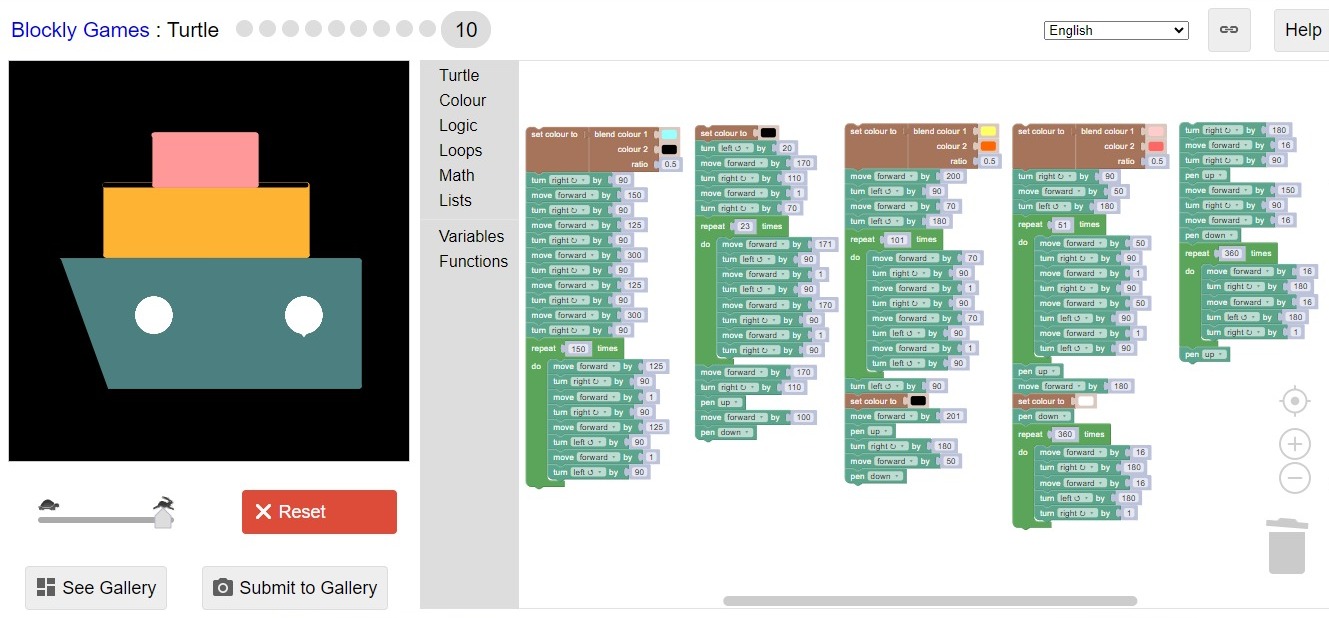 Blockly Games : Turtle 10 English Help
Turtle
Colour
Logic
Loops
Math
Lists
Variables
Functions
Reset
See Gallery
Submit to Gallery
set colour to blend colour 1
colour 2
ratio 0.5
turn right ↻ by 90
move forward by 150
turn right ↻ by 90
move forward by 125
turn right ↻ by 90
move forward by 300
turn right ↻ by 90
move forward by 125
turn right ↻ by 90
move forward by 300
turn right ↻ by 90
repeat 150 times
do move forward by 125
turn right ↻ by 90
move forward by 1
turn right ↻ by 90
move forward by 125
turn left ↺ by 90
move forward by 1
turn left ↺ by 90
set colour to
turn left ↺ by 20
move forward by 170
turn right ↻ by 110
move forward by 1
turn right ↻ by 70
repeat 23 times
do move forward by 171
turn left ↺ by 90
move forward by 1
turn left ↺ by 90
move forward by 170
turn right ↻ by 90
move forward by 1
turn right ↻ by 90
move forward by 170
turn right ↻ by 110
pen up
move forward by 100
pen down
set colour to blend colour 1
colour 2
ratio 0.5
move forward by 200
turn left ↺ by 90
move forward by 70
turn left ↺ by 180
repeat 101 times
do move forward by 70
turn right ↻ by 90
move forward by 1
turn right ↻ by 90
move forward by 70
turn left ↺ by 90
move forward by 1
turn left ↺ by 90
turn left ↺ by 90
set colour to
move forward by 201
pen up
turn right ↻ by 180
move forward by 50
pen down
set colour to blend colour 1
colour 2
ratio 0.5
turn right ↻ by 90
move forward by 50
turn left ↺ by 180
repeat 51 times
do move forward by 50
turn right ↻ by 90
move forward by 1
turn right ↻ by 90
move forward by 50
turn left ↺ by 90
move forward by 1
turn left ↺ by 90
pen up
move forward by 180
set colour to
pen down
repeat 360 times
do move forward by 16
turn right ↻ by 180
move forward by 16
turn left ↺ by 180
turn right ↻ by 1
turn right ↻ by 180
move forward by 16
turn right ↻ by 90
pen up
move forward by 150
turn right ↻ by 90
move forward by 16
pen down
repeat 360 times
do move forward by 16
turn right ↻ by 180
move forward by 16
turn left ↺ by 180
turn right ↻ by 1
pen up